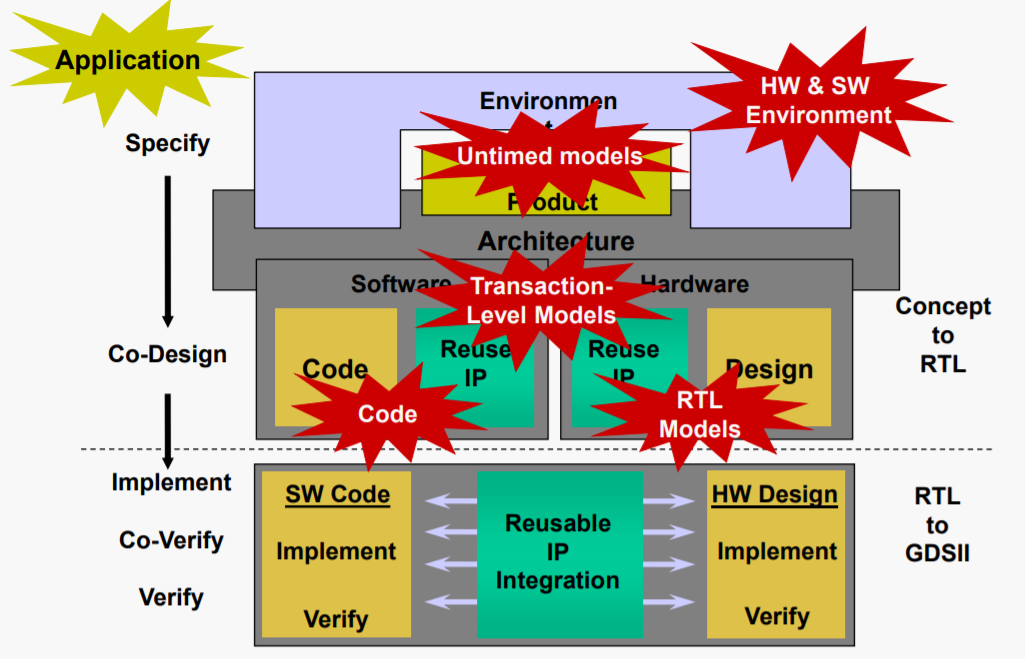 Application
HW & SW
Environment
Environmen
t
Specify
Untimed models
Product
Architecture
Software
Hardware
Transaction-
Level Models
Concept
to
RTL
Co-Design
Code
Reuse
IP
Reuse
IP
Design
Code
RTL
Models
Implement
Co-Verify
Verify
SW Code
Implement
Verify
Reusable
IP
Integration
HW Design
Implement
Verify
RTL
to
GDSII